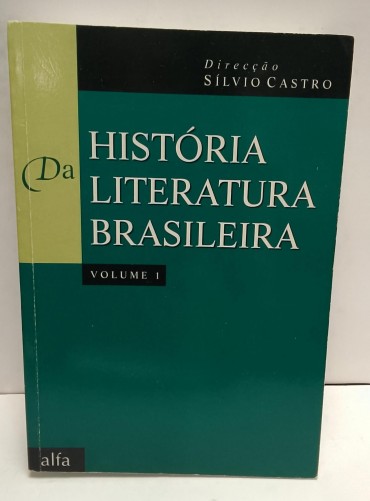 Direcção
SÍLVIO CASTRO
Da HISTÓRIA
LITERATURA
BRASILEIRA
VOLUME 1
alfa